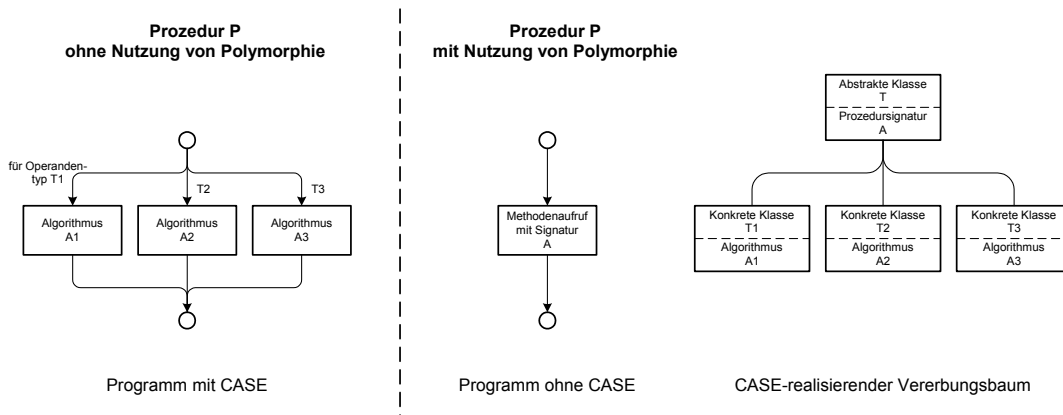 Prozedur P
ohne Nutzung von Polymorphie
für Operanden-
typ T1
T2
T3
Algorithmus
A1
Algorithmus
A2
Algorithmus
A3
Programm mit CASE
Prozedur P
mit Nutzung von Polymorphie
Methodenaufruf
mit Signatur
A
Programm ohne CASE
Abstrakte Klasse
T
Prozedursignatur
A
Konkrete Klasse
T1
Algorithmus
A1
Konkrete Klasse
T2
Algorithmus
A2
Konkrete Klasse
T3
Algorithmus
A3
CASE-realisierender Vererbungsbaum